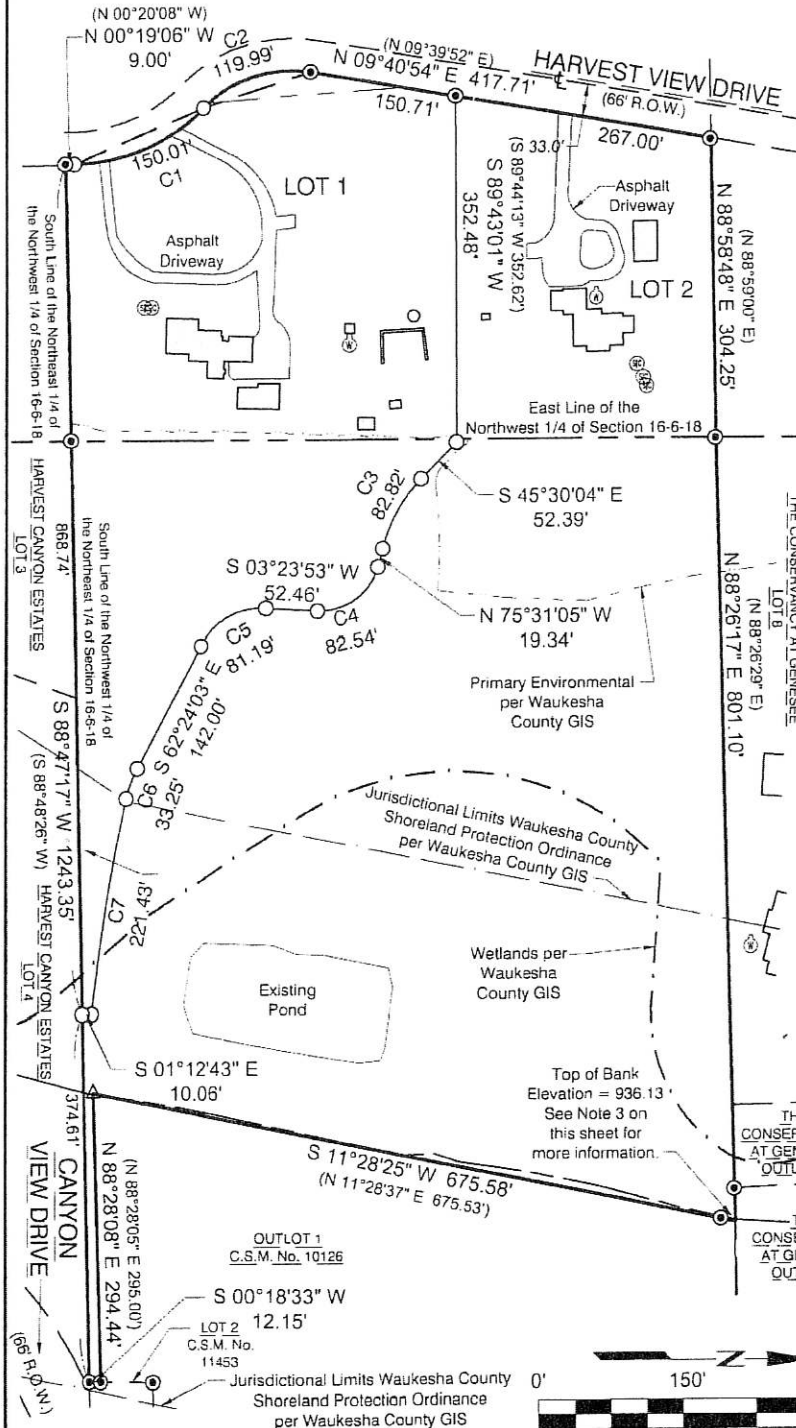 (N 00°20'08" W)
N 00°19'06" W
9.00'
C2
119.99'
(N 09°39'52" E)
N 09°40'54" E 417.71'
150.71'
HARVEST VIEW DRIVE
(66' R.O.W.)
33.0'
267.00'
150.01'
C1
LOT 1
Asphalt
Driveway
(S 89°44'13" W 352.62')
S 89°43'01" W
352.48'
Asphalt
Driveway
LOT 2
W
W
(N 88°59'00" E)
N 88°58'48" E 304.25'
South Line of the Northeast 1/4 of
the Northwest 1/4 of Section 16-6-18
East Line of the
Northwest 1/4 of Section 16-6-18
HARVEST CANYON ESTATES
LOT 3
868.74'
South Line of the Northwest 1/4 of
the Northeast 1/4 of Section 16-6-18
C3
82.82'
S 45°30'04" E
52.39'
S 03°23'53" W
52.46'
N 75°31'05" W
19.34'
C4
82.54'
C5
81.19'
S 62°24'03" E
142.00'
C6
33.25'
C7
221.43'
Primary Environmental
per Waukesha
County GIS
THE CONSERVANCY AT GENESEE
LOT 8
(N 88°26'29" E)
N 88°26'17" E 801.10'
S 88°47'17" W 1243.35'
(S 88°48'26" W)
HARVEST CANYON ESTATES
LOT 4
Jurisdictional Limits Waukesha County
Shoreland Protection Ordinance
per Waukesha County GIS
Wetlands per
Waukesha
County GIS
W
Existing
Pond
S 01°12'43" E
10.06'
Top of Bank
Elevation = 936.13'
See Note 3 on
this sheet for
more information.
374.61'
CANYON
VIEW DRIVE
(66' R.O.W.)
(N 88°28'05" E 295.00')
N 88°28'08" E 294.44'
S 11°28'25" W 675.58'
(N 11°28'37" E 675.53')
OUTLOT 1
C.S.M. No. 10126
S 00°18'33" W
12.15'
LOT 2
C.S.M. No.
11453
Jurisdictional Limits Waukesha County
Shoreland Protection Ordinance
per Waukesha County GIS
N
0'
150'